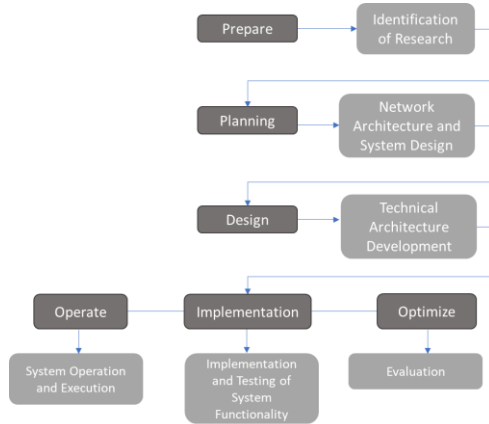 Prepare
Identification
of Research
Planning
Network
Architecture and
System Design
Design
Technical
Architecture
Development
Operate
Implementation
Optimize
System Operation
and Execution
Implementation
and Testing of
System
Functionality
Evaluation